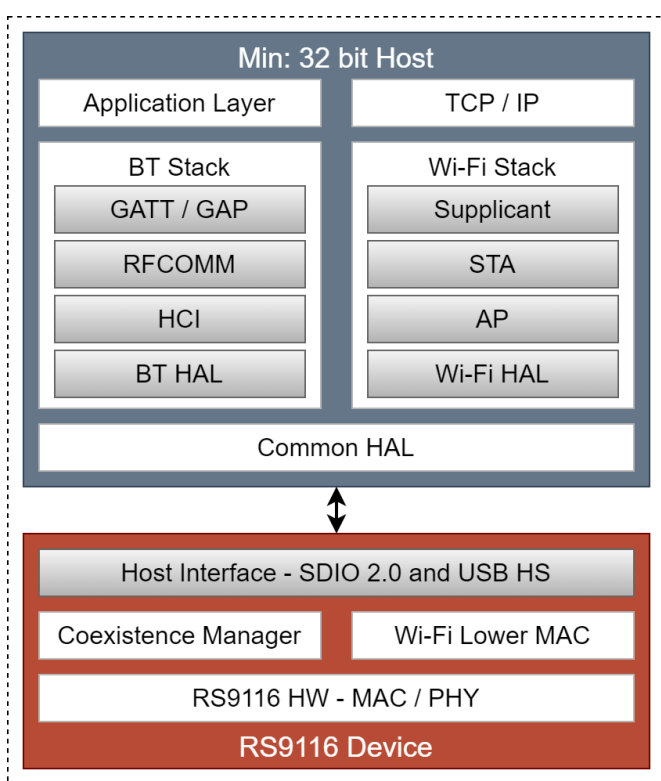 Min: 32 bit Host
Application Layer
TCP / IP
BT Stack
GATT / GAP
RFCOMM
HCI
BT HAL
Wi-Fi Stack
Supplicant
STA
AP
Wi-Fi HAL
Common HAL
Host Interface - SDIO 2.0 and USB HS
Coexistence Manager
Wi-Fi Lower MAC
RS9116 HW - MAC / PHY
RS9116 Device